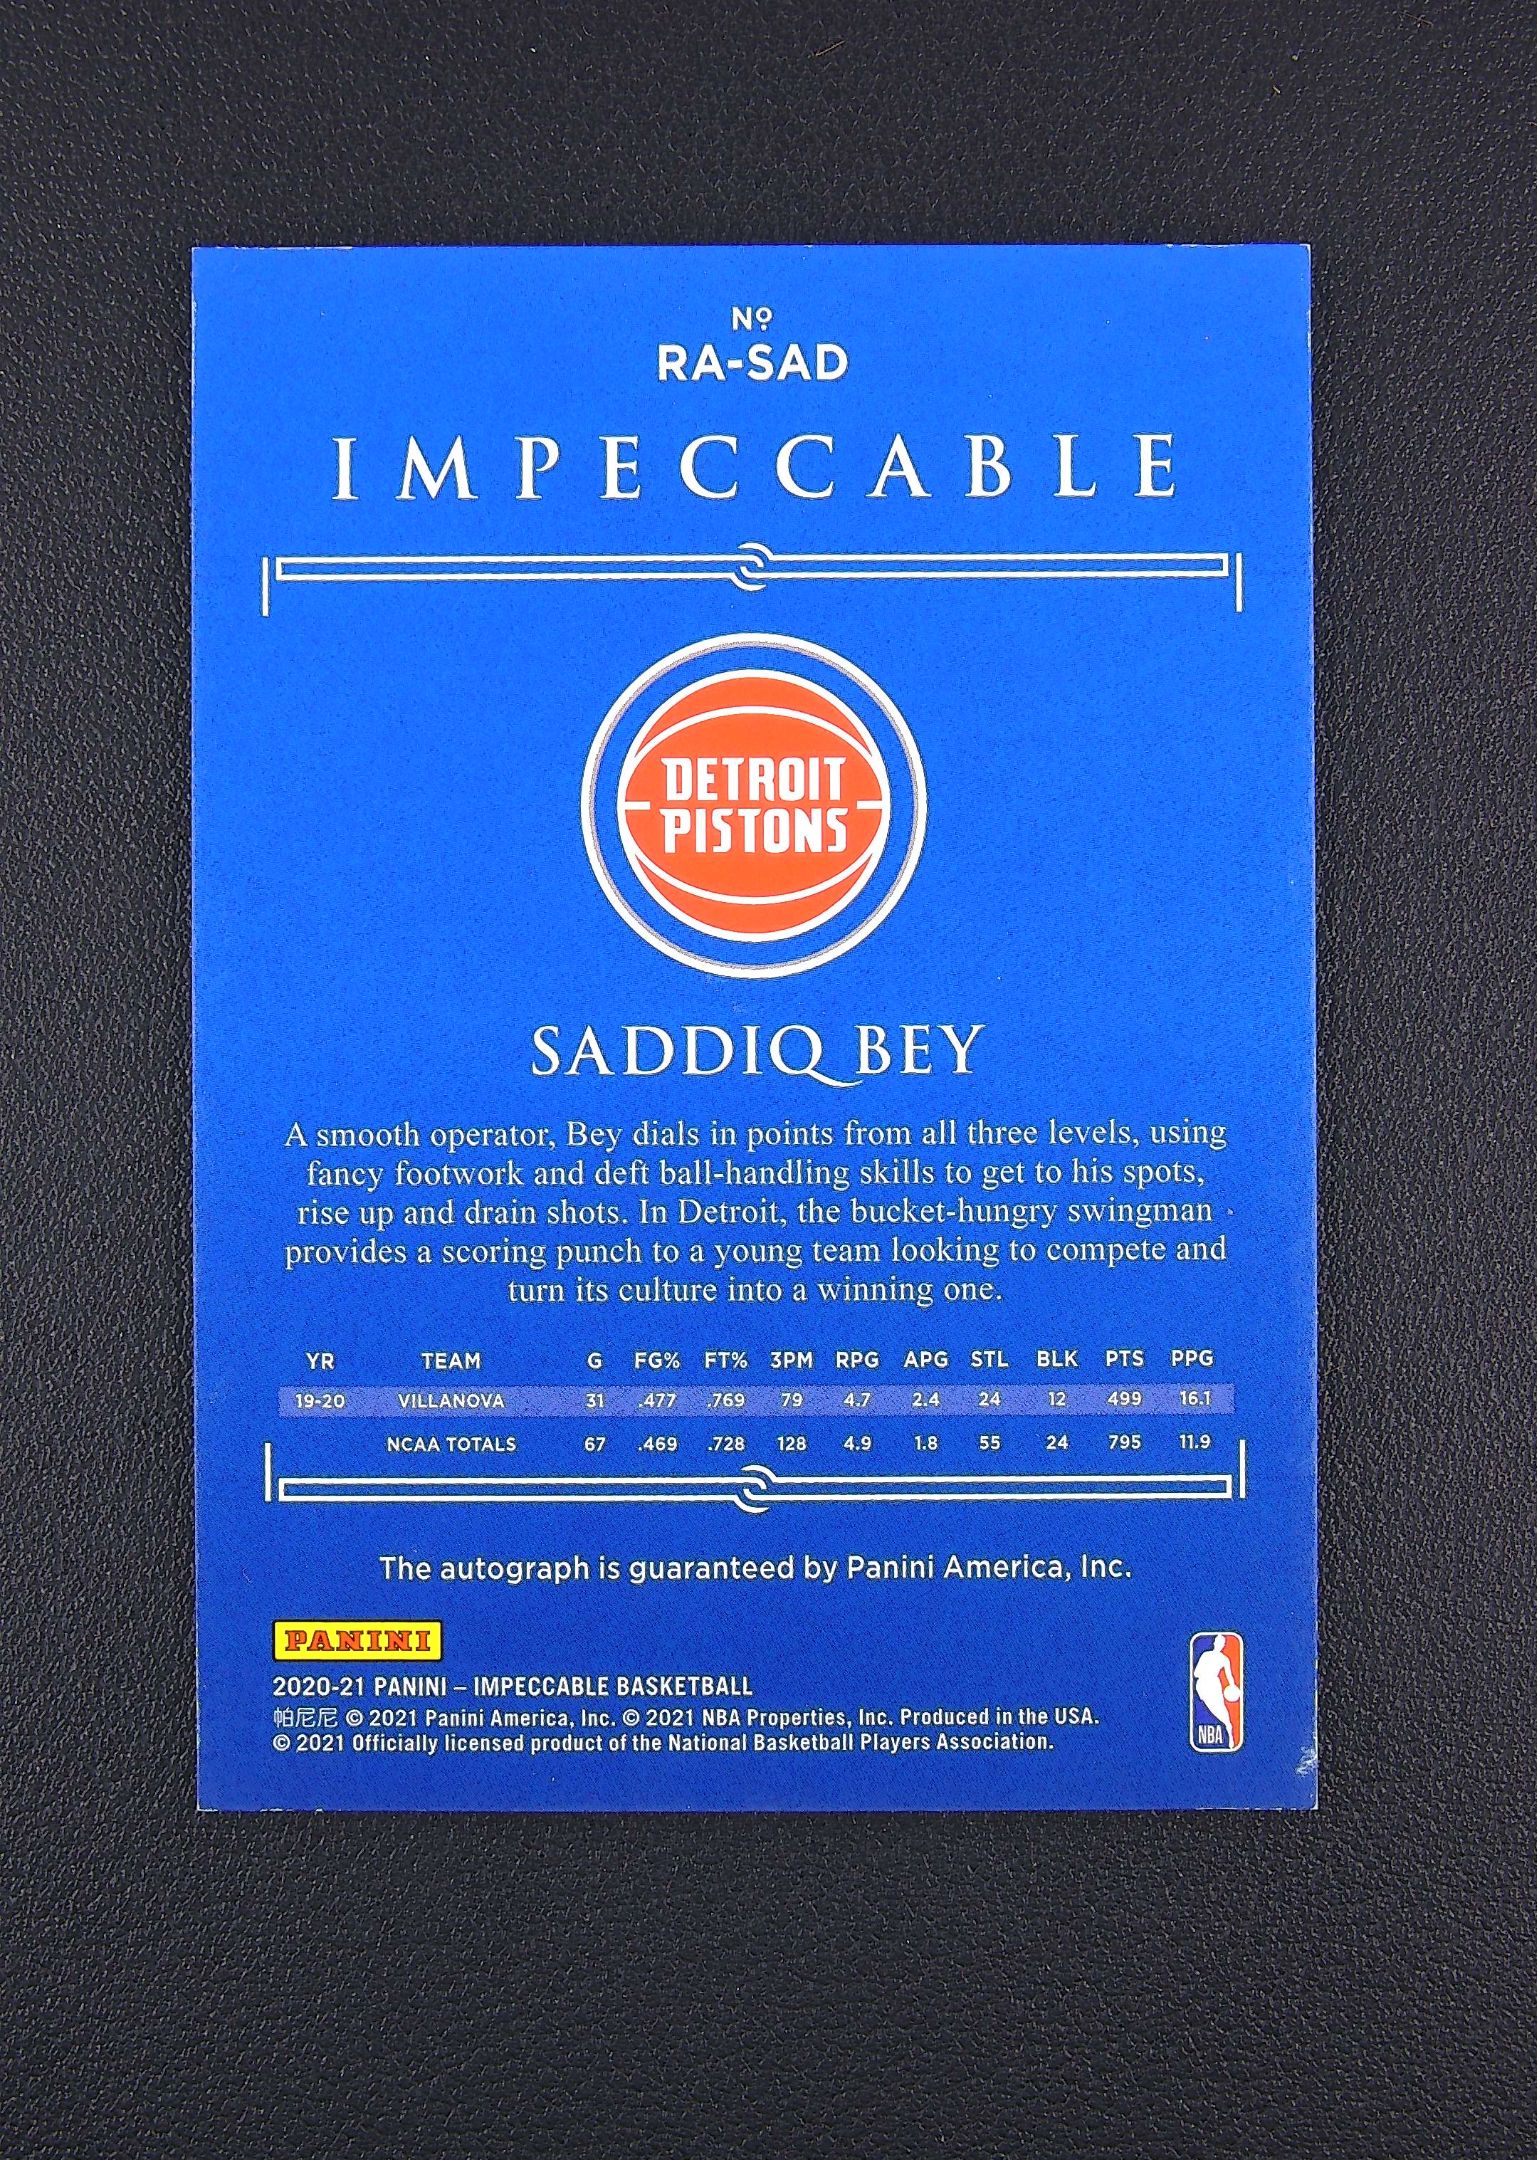 Nº
RA-SAD
IMPECCABLE
DETROIT
PISTONS
SADDIQ BEY
A smooth operator, Bey dials in points from all three levels, using
fancy footwork and deft ball-handling skills to get to his spots,
rise up and drain shots. In Detroit, the bucket-hungry swingman
provides a scoring punch to a young team looking to compete and
turn its culture into a winning one.
YR TEAM G FG% FT% 3PM RPG APG STL BLK PTS PPG
19-20 VILLANOVA 31 .477 .769 79 4.7 2.4 24 12 499 16.1
NCAA TOTALS 67 .469 .728 128 4.9 1.8 55 24 795 11.9
The autograph is guaranteed by Panini America, Inc.
PANINI
2020-21 PANINI – IMPECCABLE BASKETBALL
帕尼尼 © 2021 Panini America, Inc. © 2021 NBA Properties, Inc. Produced in the USA.
© 2021 Officially licensed product of the National Basketball Players Association.
NBA